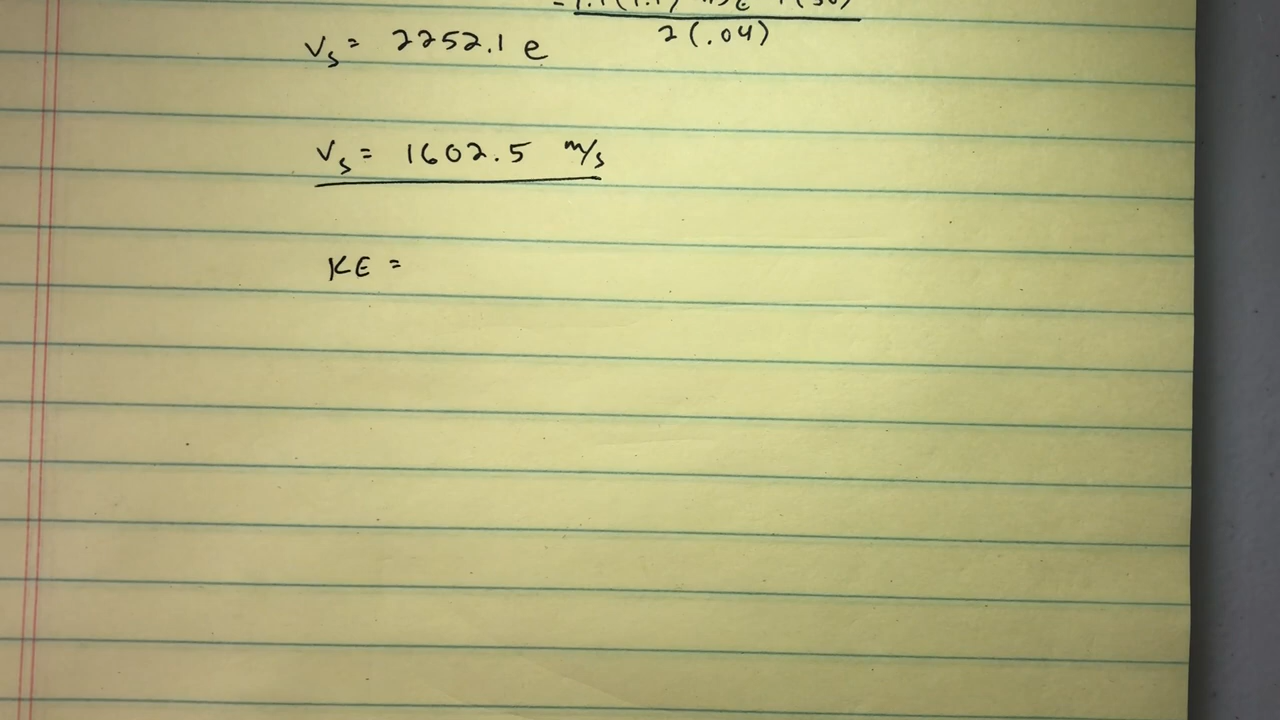 2(.04)
Vs = 2252.1 e
Vs = 1602.5 m/s
KE =